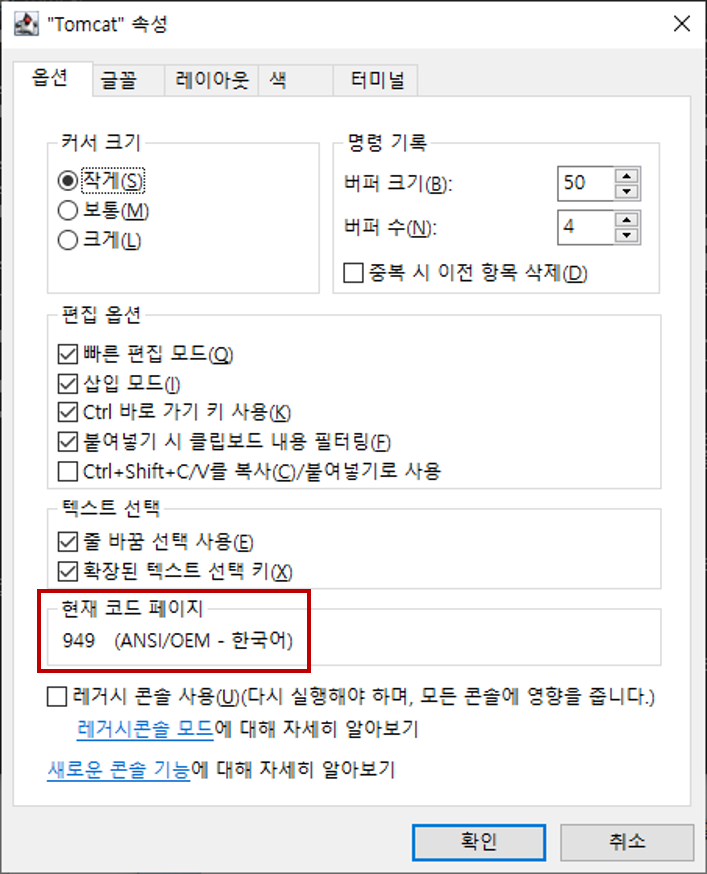 "Tomcat" 속성
옵션 글꼴 레이아웃 색 터미널
커서 크기
작게(S)
보통(M)
크게(L)
명령 기록
버퍼 크기(B): 50
버퍼 수(N): 4
중복 시 이전 항목 삭제(D)
편집 옵션
빠른 편집 모드(Q)
삽입 모드(I)
Ctrl 바로 가기 키 사용(K)
붙여넣기 시 클립보드 내용 필터링(F)
Ctrl+Shift+C/V를 복사(C)/붙여넣기로 사용
텍스트 선택
줄 바꿈 선택 사용(E)
확장된 텍스트 선택 키(X)
현재 코드 페이지
949 (ANSI/OEM - 한국어)
레거시 콘솔 사용(U)(다시 실행해야 하며, 모든 콘솔에 영향을 줍니다.)
레거시콘솔 모드에 대해 자세히 알아보기
새로운 콘솔 기능에 대해 자세히 알아보기
확인 취소